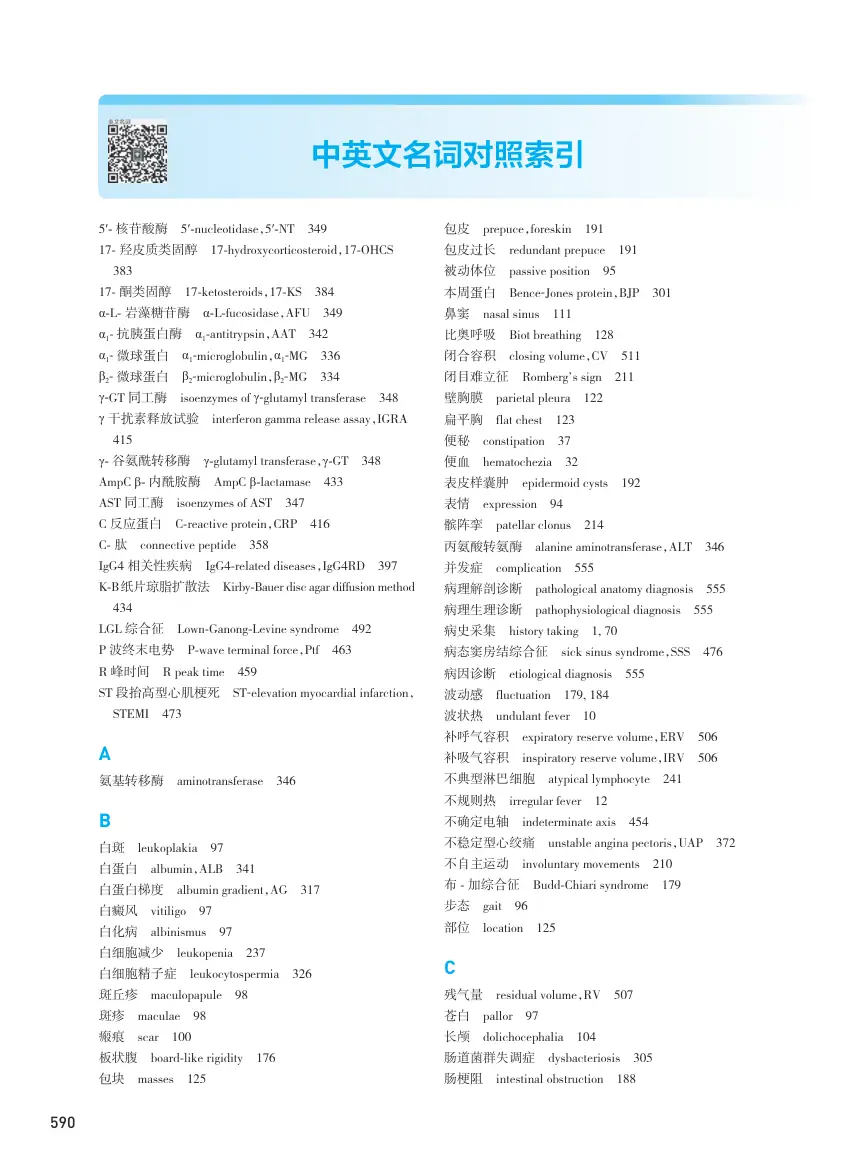 中英文名词对照索引
5′- 核苷酸酶 5′-nucleotidase,5′-NT 349
17- 羟皮质类固醇 17-hydroxycorticosteroid,17-OHCS
383
17- 酮类固醇 17-ketosteroids,17-KS 384
α-L- 岩藻糖苷酶 α-L-fucosidase,AFU 349
α₁- 抗胰蛋白酶 α₁-antitrypsin,AAT 342
α₁- 微球蛋白 α₁-microglobulin,α₁-MG 336
β₂- 微球蛋白 β₂-microglobulin,β₂-MG 334
γ-GT 同工酶 isoenzymes of γ-glutamyl transferase 348
γ 干扰素释放试验 interferon gamma release assay,IGRA
415
γ- 谷氨酰转移酶 γ-glutamyl transferase,γ-GT 348
AmpC β- 内酰胺酶 AmpC β-lactamase 433
AST 同工酶 isoenzymes of AST 347
C 反应蛋白 C-reactive protein,CRP 416
C- 肽 connective peptide 358
IgG4 相关性疾病 IgG4-related diseases,IgG4RD 397
K-B纸片琼脂扩散法 Kirby-Bauer disc agar diffusion method
434
LGL 综合征 Lown-Ganong-Levine syndrome 492
P 波终末电势 P-wave terminal force,Ptf 463
R 峰时间 R peak time 459
ST 段抬高型心肌梗死 ST-elevation myocardial infarction,
STEMI 473
A
氨基转移酶 aminotransferase 346
B
白斑 leukoplakia 97
白蛋白 albumin,ALB 341
白蛋白梯度 albumin gradient,AG 317
白癜风 vitiligo 97
白化病 albinismus 97
白细胞减少 leukopenia 237
白细胞精子症 leukocytospermia 326
斑丘疹 maculopapule 98
斑疹 maculae 98
瘢痕 scar 100
板状腹 board-like rigidity 176
包块 masses 125
包皮 prepuce,foreskin 191
包皮过长 redundant prepuce 191
被动体位 passive position 95
本周蛋白 Bence-Jones protein,BJP 301
鼻窦 nasal sinus 111
比奥呼吸 Biot breathing 128
闭合容积 closing volume,CV 511
闭目难立征 Romberg's sign 211
壁胸膜 parietal pleura 122
扁平胸 flat chest 123
便秘 constipation 37
便血 hematochezia 32
表皮样囊肿 epidermoid cysts 192
表情 expression 94
髌阵挛 patellar clonus 214
丙氨酸转氨酶 alanine aminotransferase,ALT 346
并发症 complication 555
病理解剖诊断 pathological anatomy diagnosis 555
病理生理诊断 pathophysiological diagnosis 555
病史采集 history taking 1,70
病态窦房结综合征 sick sinus syndrome,SSS 476
病因诊断 etiological diagnosis 555
波动感 fluctuation 179,184
波状热 undulant fever 10
补呼气容积 expiratory reserve volume,ERV 506
补吸气容积 inspiratory reserve volume,IRV 506
不典型淋巴细胞 atypical lymphocyte 241
不规则热 irregular fever 12
不确定电轴 indeterminate axis 454
不稳定型心绞痛 unstable angina pectoris,UAP 372
不自主运动 involuntary movements 210
布 - 加综合征 Budd-Chiari syndrome 179
步态 gait 96
部位 location 125
C
残气量 residual volume,RV 507
苍白 pallor 97
长颅 dolichocephalia 104
肠道菌群失调症 dysbacteriosis 305
肠梗阻 intestinal obstruction 188
590